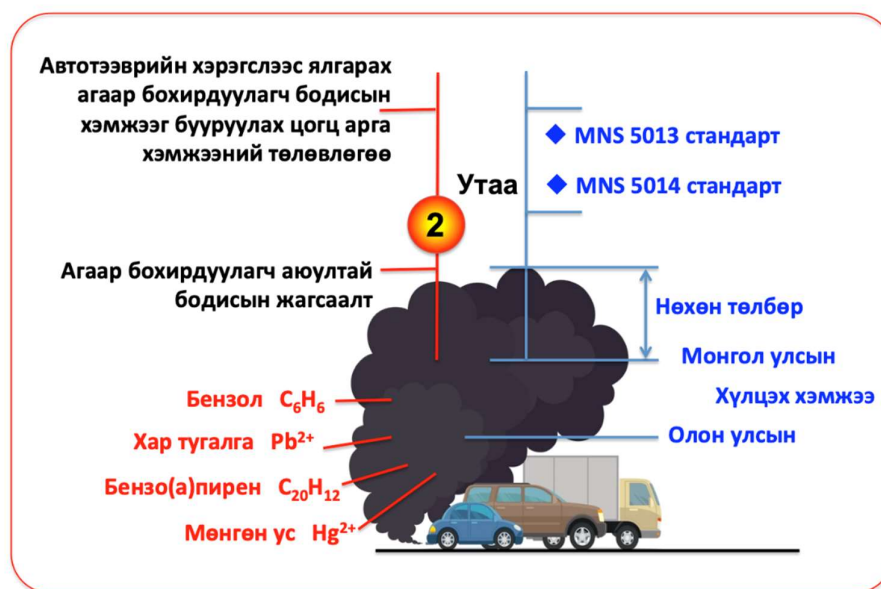 Автотээврийн хэрэгслээс ялгарах
агаар бохирдуулагч бодисын
хэмжээг бууруулах цогц арга
хэмжээний төлөвлөгөө
Утаа
◆ MNS 5013 стандарт
◆ MNS 5014 стандарт
2
Агаар бохирдуулагч аюултай
бодисын жагсаалт
Нөхөн төлбөр
Монгол улсын
Хүлцэх хэмжээ
Олон улсын
Бензол C₆H₆
Хар тугалга Pb²⁺
Бензо(а)пирен C₂₀H₁₂
Мөнгөн ус Hg²⁺